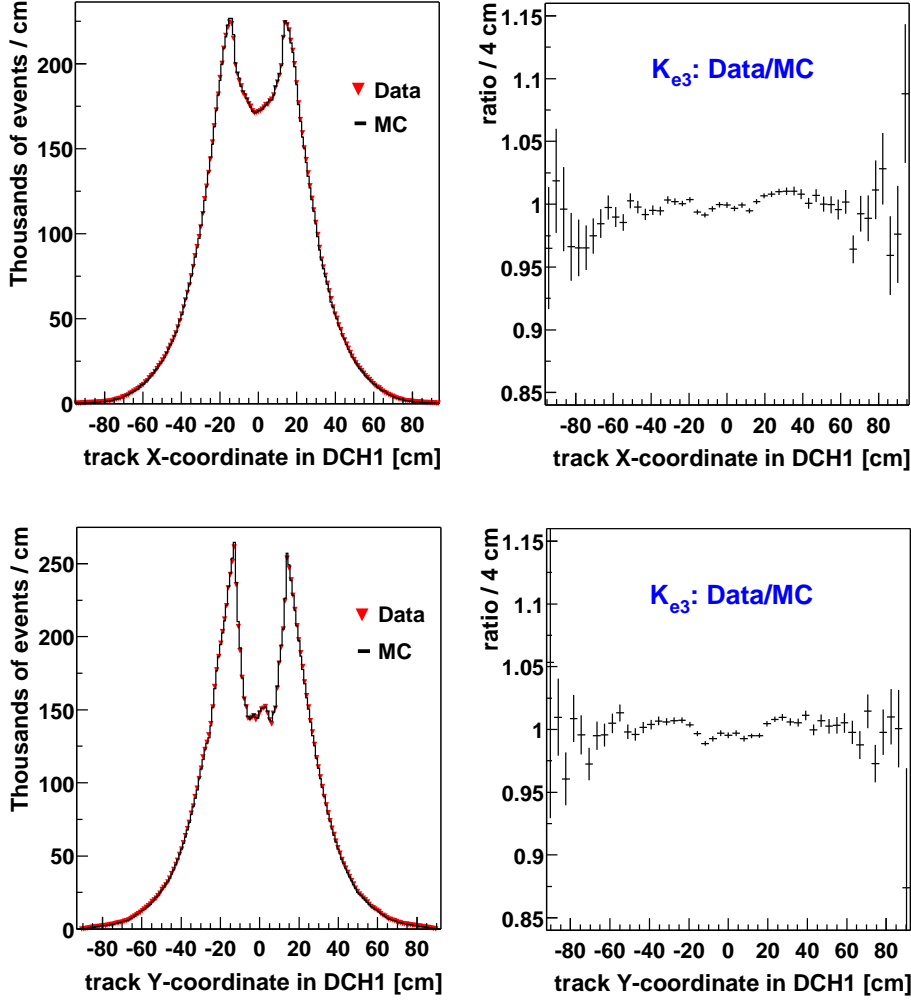 Thousands of events / cm
200
150
100
50
0
Data
MC
-80 -60 -40 -20 0 20 40 60 80
track X-coordinate in DCH1 [cm]
ratio / 4 cm
1.15
1.1
1.05
1
0.95
0.9
0.85
Ke3: Data/MC
-80 -60 -40 -20 0 20 40 60 80
track X-coordinate in DCH1 [cm]
Thousands of events / cm
250
200
150
100
50
0
Data
MC
-80 -60 -40 -20 0 20 40 60 80
track Y-coordinate in DCH1 [cm]
ratio / 4 cm
1.15
1.1
1.05
1
0.95
0.9
0.85
Ke3: Data/MC
-80 -60 -40 -20 0 20 40 60 80
track Y-coordinate in DCH1 [cm]